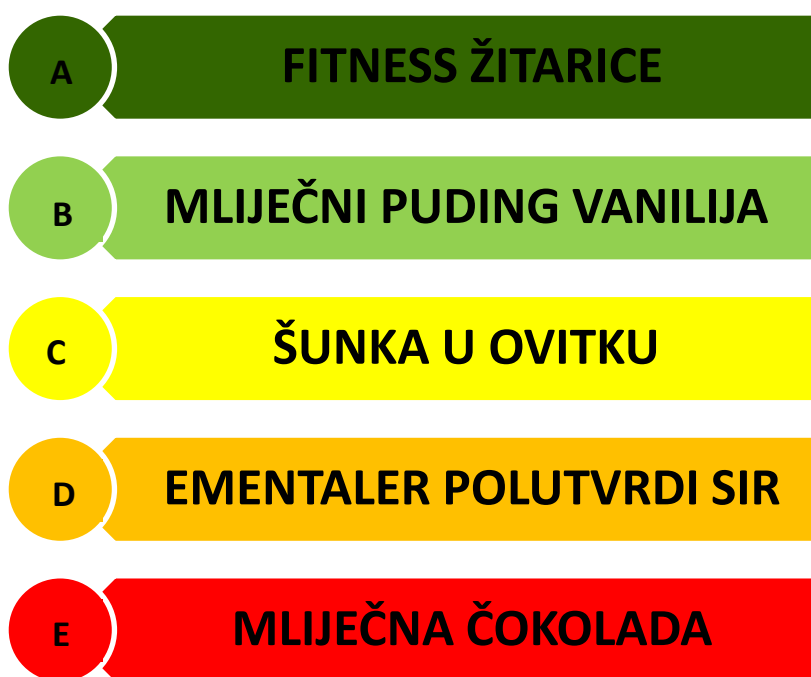 A FITNESS ŽITARICE
B MLIJEČNI PUDING VANILIJA
C ŠUNKA U OVITKU
D EMENTALER POLUTVRDI SIR
E MLIJEČNA ČOKOLADA